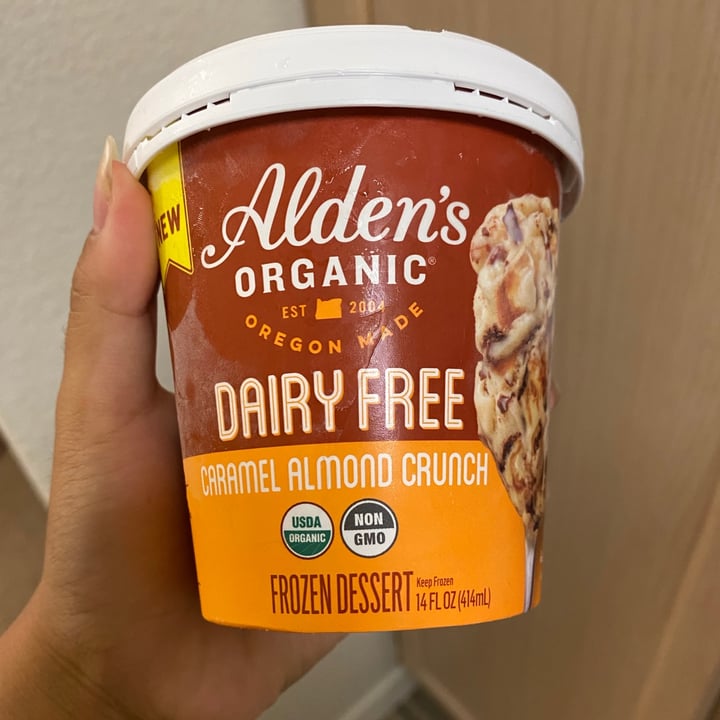 NEW
Alden's
ORGANIC®
EST 2004
OREGON MADE
DAIRY FREE
CARAMEL ALMOND CRUNCH
USDA
ORGANIC
NON
GMO
FROZEN DESSERT
Keep Frozen
14 FL OZ (414mL)